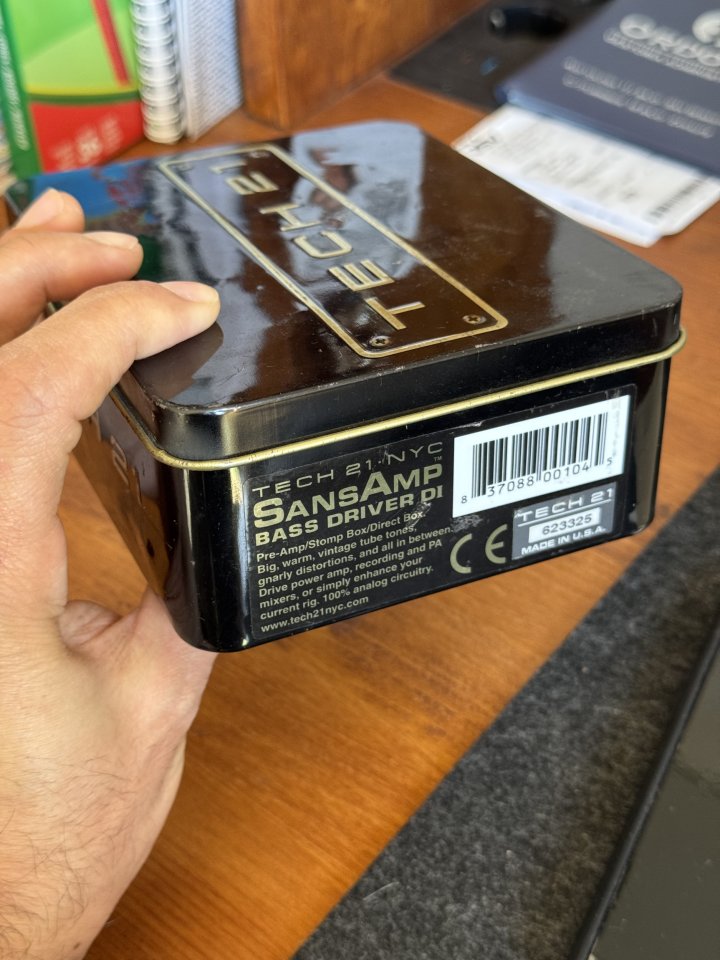 TECH 21
TECH 21 NYC
SANSAMP™
BASS DRIVER DI
Pre-Amp/Stomp Box/Direct Box.
Big, warm, vintage tube tones,
gnarly distortions, and all in between.
Drive power amp, recording and PA
mixers, or simply enhance your
current rig. 100% analog circuitry.
www.tech21nyc.com
8 37088 00104 5
CE
TECH 21
623325
MADE IN U.S.A.